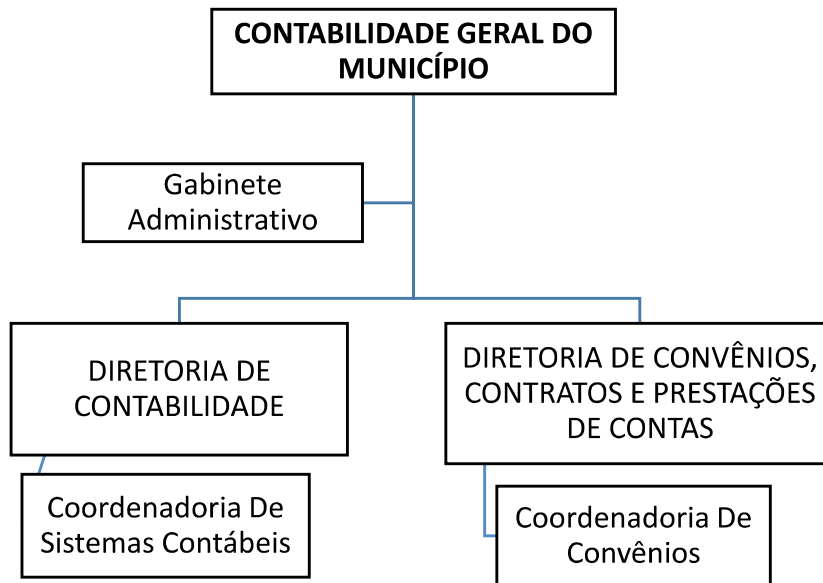 CONTABILIDADE GERAL DO
MUNICÍPIO
Gabinete
Administrativo
DIRETORIA DE
CONTABILIDADE
DIRETORIA DE CONVÊNIOS,
CONTRATOS E PRESTAÇÕES
DE CONTAS
Coordenadoria De
Sistemas Contábeis
Coordenadoria De
Convênios